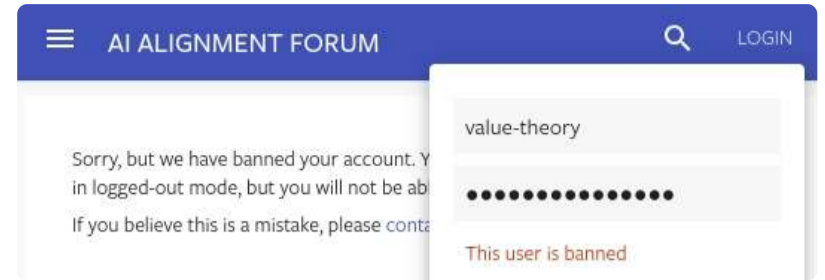 AI ALIGNMENT FORUM
LOGIN
Sorry, but we have banned your account. Y
in logged-out mode, but you will not be ab
If you believe this is a mistake, please conta
value-theory
●●●●●●●●●●●●●●●
This user is banned